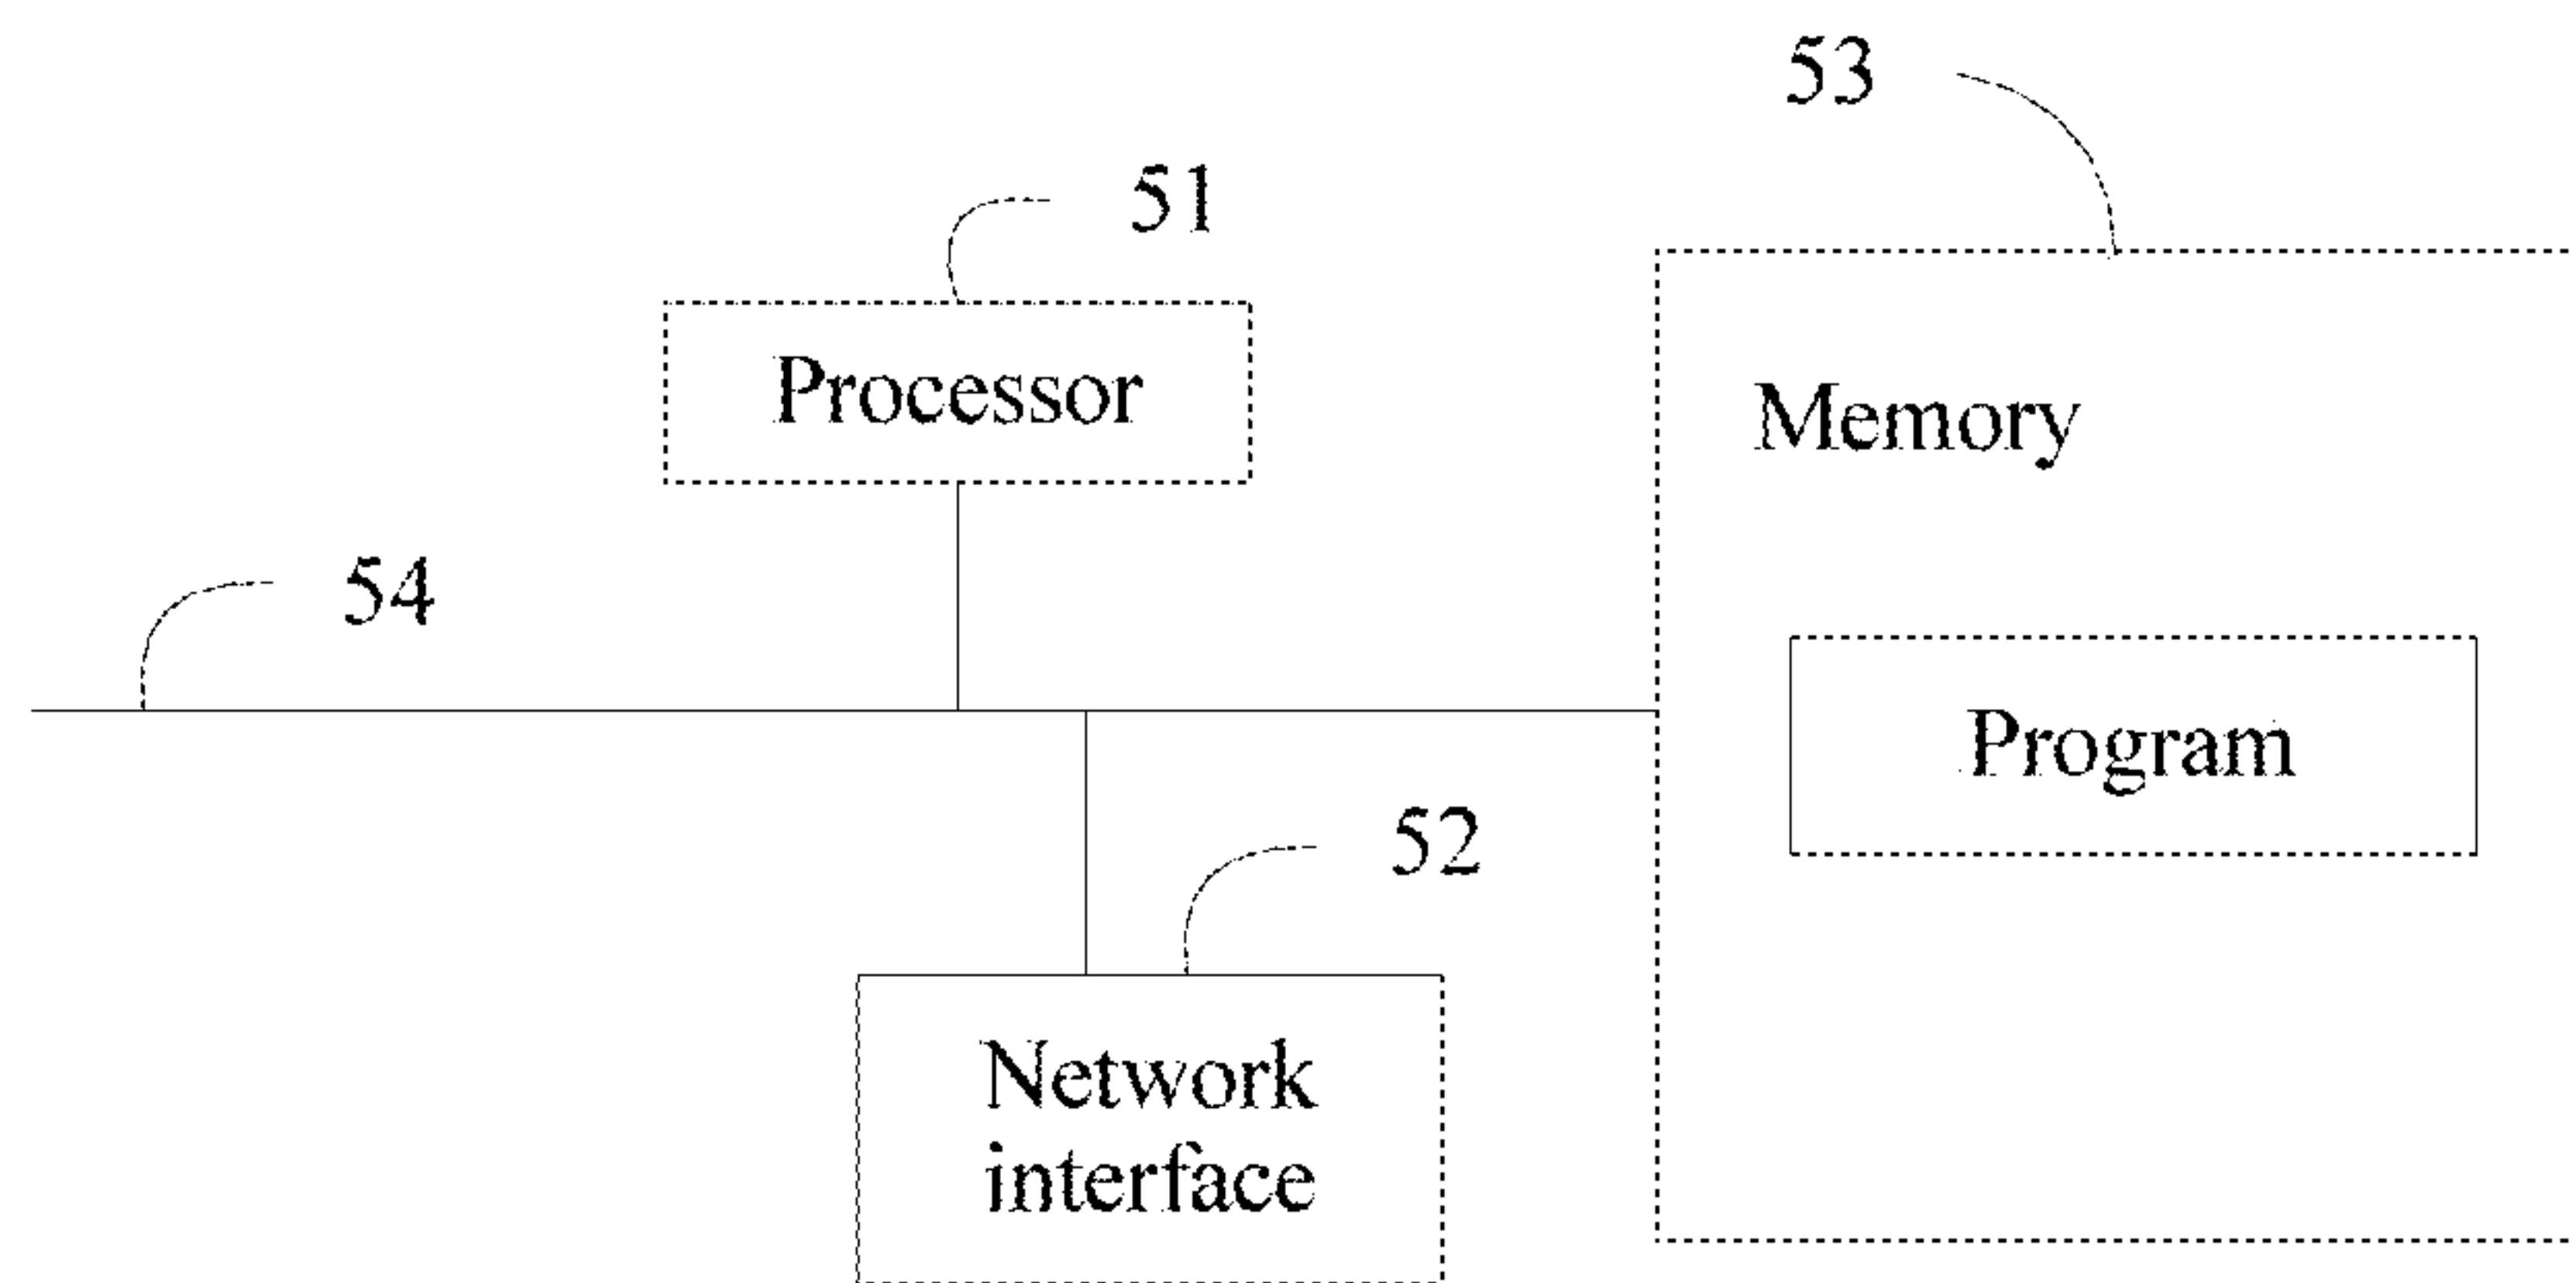 53
51
Processor
Memory
54
Program
52
Network
interface